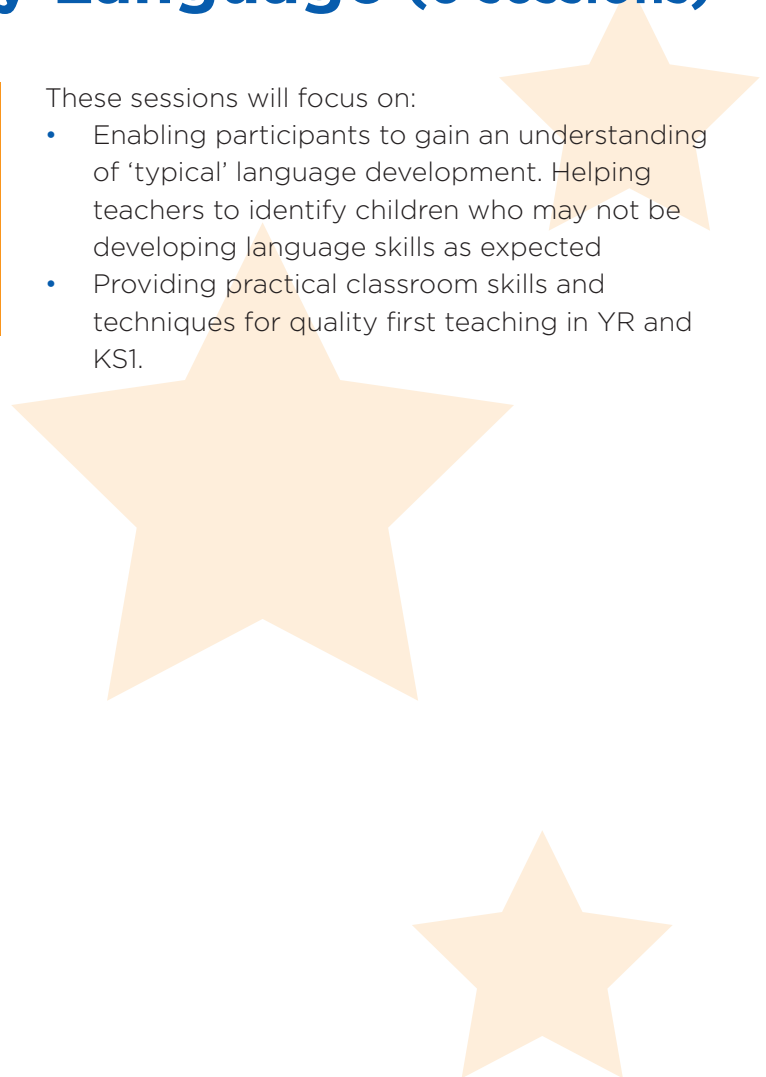 Language ( sessions)
These sessions will focus on:
• Enabling participants to gain an understanding
of ‘typical’ language development. Helping
teachers to identify children who may not be
developing language skills as expected
• Providing practical classroom skills and
techniques for quality first teaching in YR and
KS1.